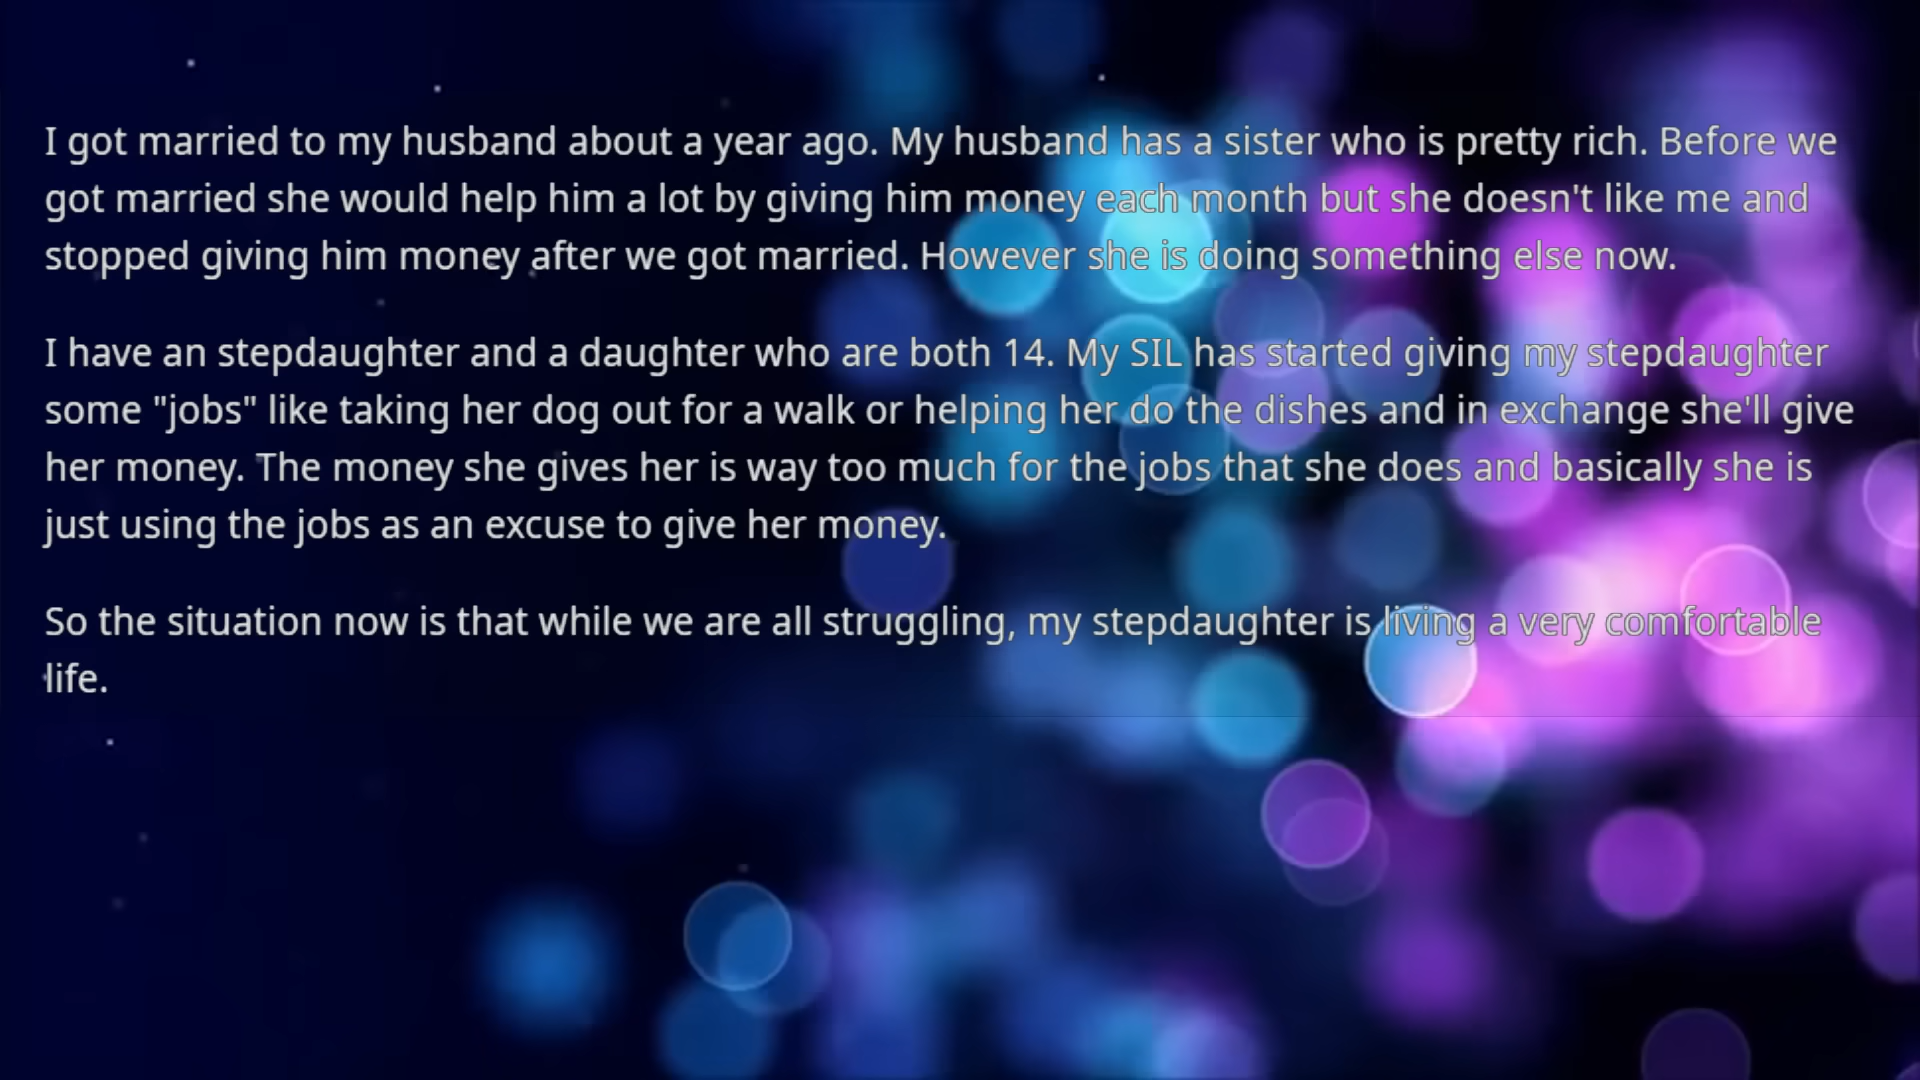 I got married to my husband about a year ago. My husband has a sister who is pretty rich. Before we
got married she would help him a lot by giving him money each month but she doesn't like me and
stopped giving him money after we got married. However she is doing something else now.
I have an stepdaughter and a daughter who are both 14. My SIL has started giving my stepdaughter
some "jobs" like taking her dog out for a walk or helping her do the dishes and in exchange she'll give
her money. The money she gives her is way too much for the jobs that she does and basically she is
just using the jobs as an excuse to give her money.
So the situation now is that while we are all struggling, my stepdaughter is living a very comfortable
life.